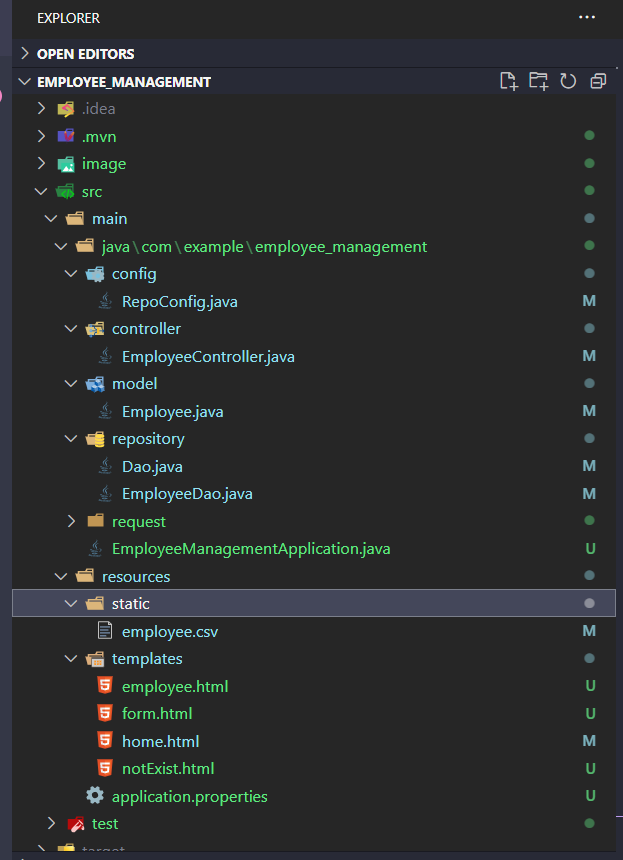 EXPLORER
OPEN EDITORS
EMPLOYEE_MANAGEMENT
.idea
.mvn
image
src
main
java\com\example\employee_management
config
RepoConfig.java M
controller
EmployeeController.java M
model
Employee.java M
repository
Dao.java M
EmployeeDao.java M
request
EmployeeManagementApplication.java U
resources
static
employee.csv M
templates
employee.html U
form.html U
home.html M
notExist.html U
application.properties U
test
target